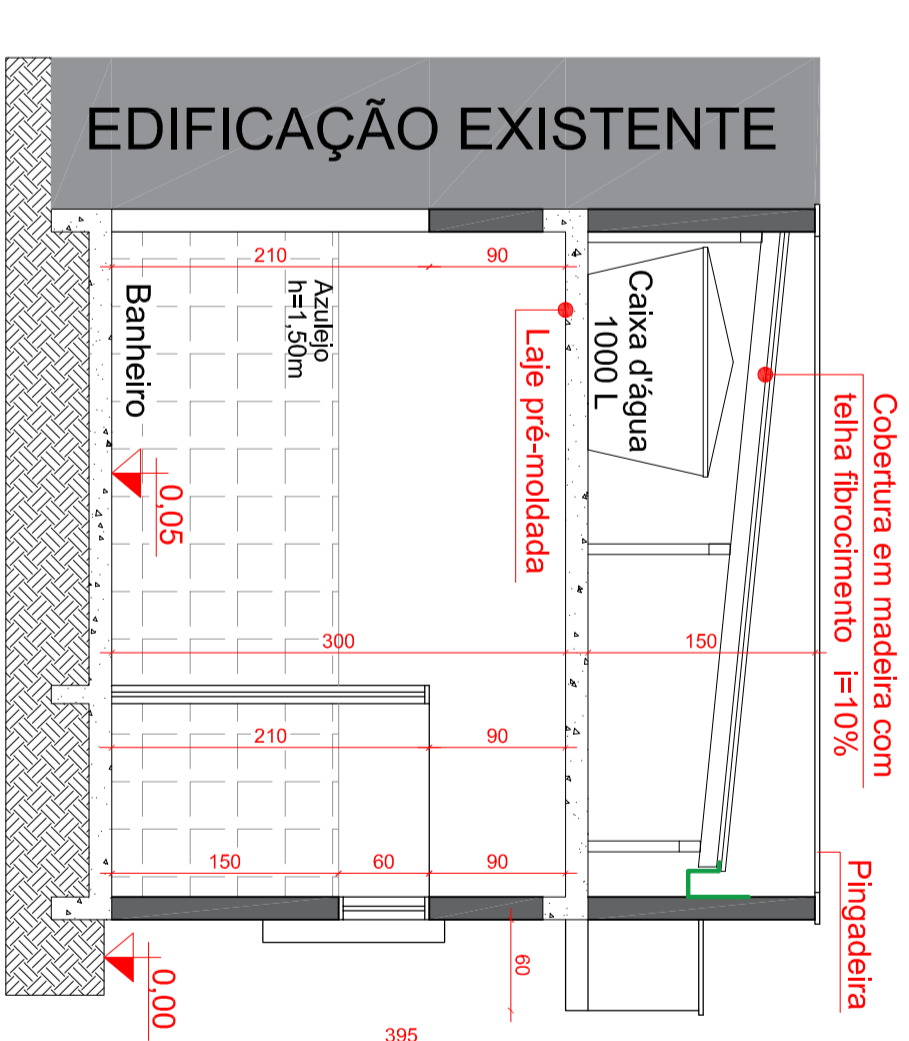 EDIFICAÇÃO EXISTENTE
Cobertura em madeira com
telha fibrocimento i=10%
Pingadeira
Caixa d'água
1000 L
150
Laje pré-moldada
90
210
Azulejo
h=1,50m
Banheiro
0,05
300
90
210
90
60
150
60
0,00
395